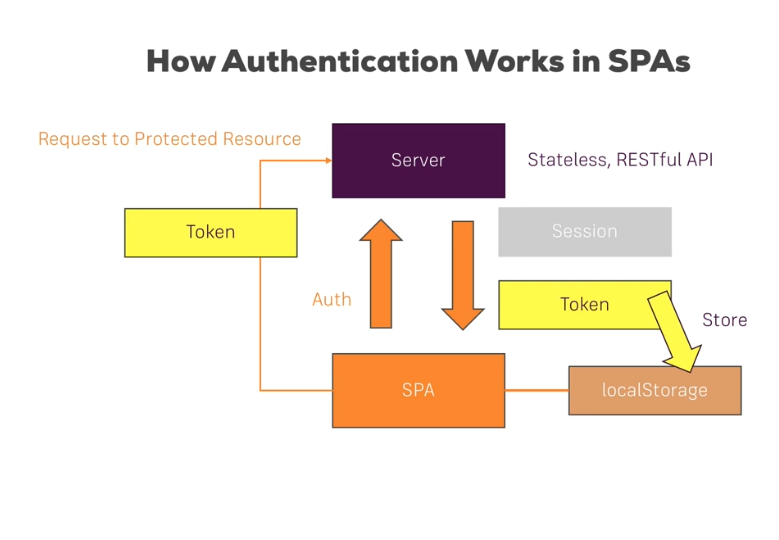 How Authentication Works in SPAs
Request to Protected Resource
Server
Stateless, RESTful API
Token
Session
Auth
Token
Store
SPA
localStorage